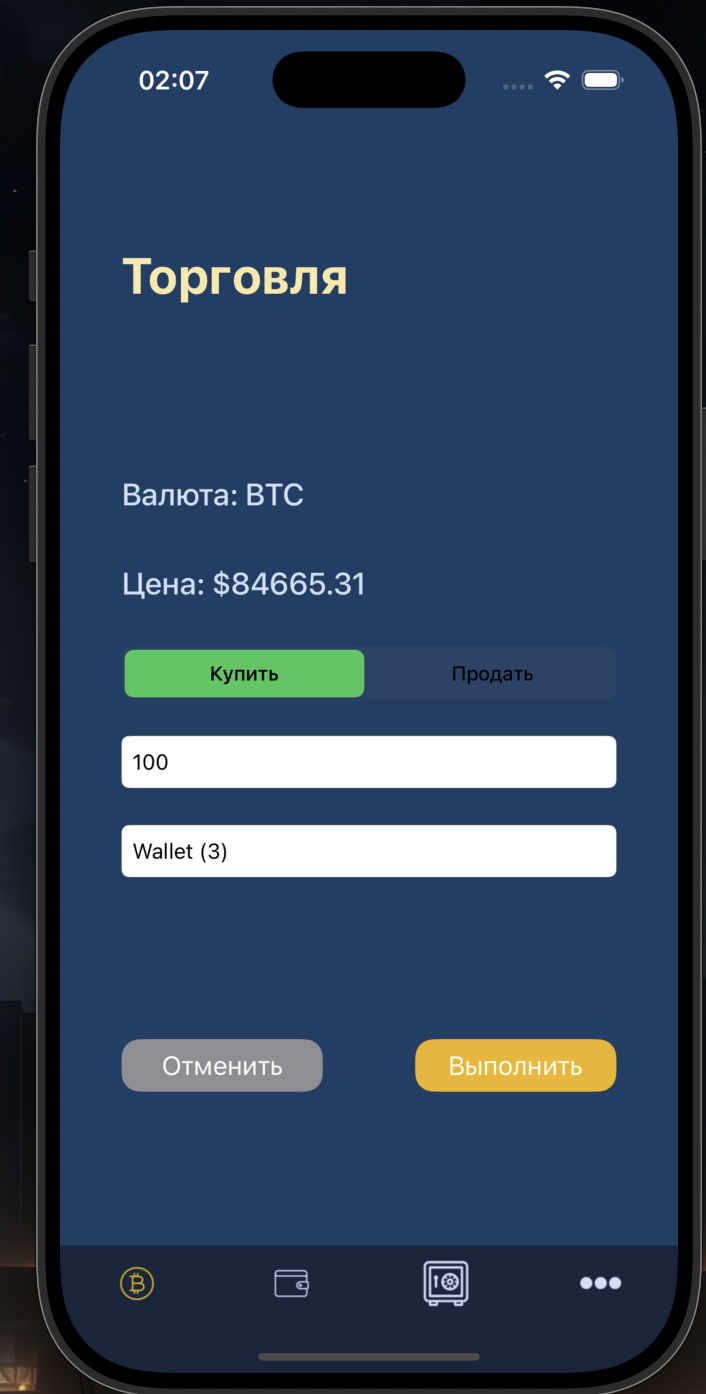 02:07
Торговля
Валюта: BTC
Цена: $84665.31
Купить Продать
100
Wallet (3)
Отменить Выполнить